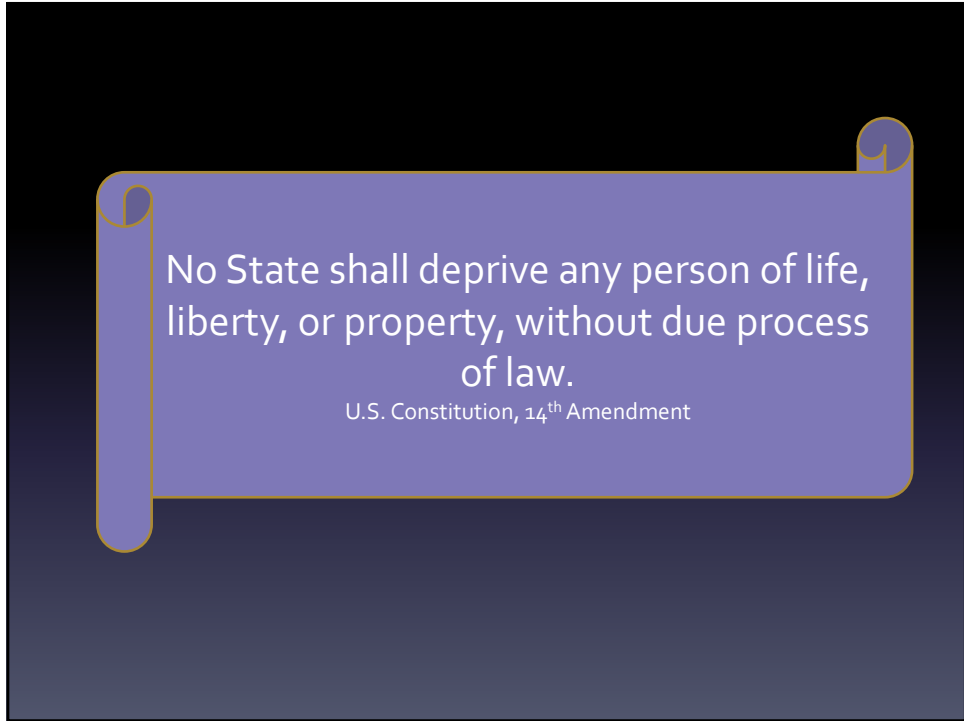 No State shall deprive any person of life,
liberty, or property, without due process
of law.
U.S. Constitution, 14th Amendment